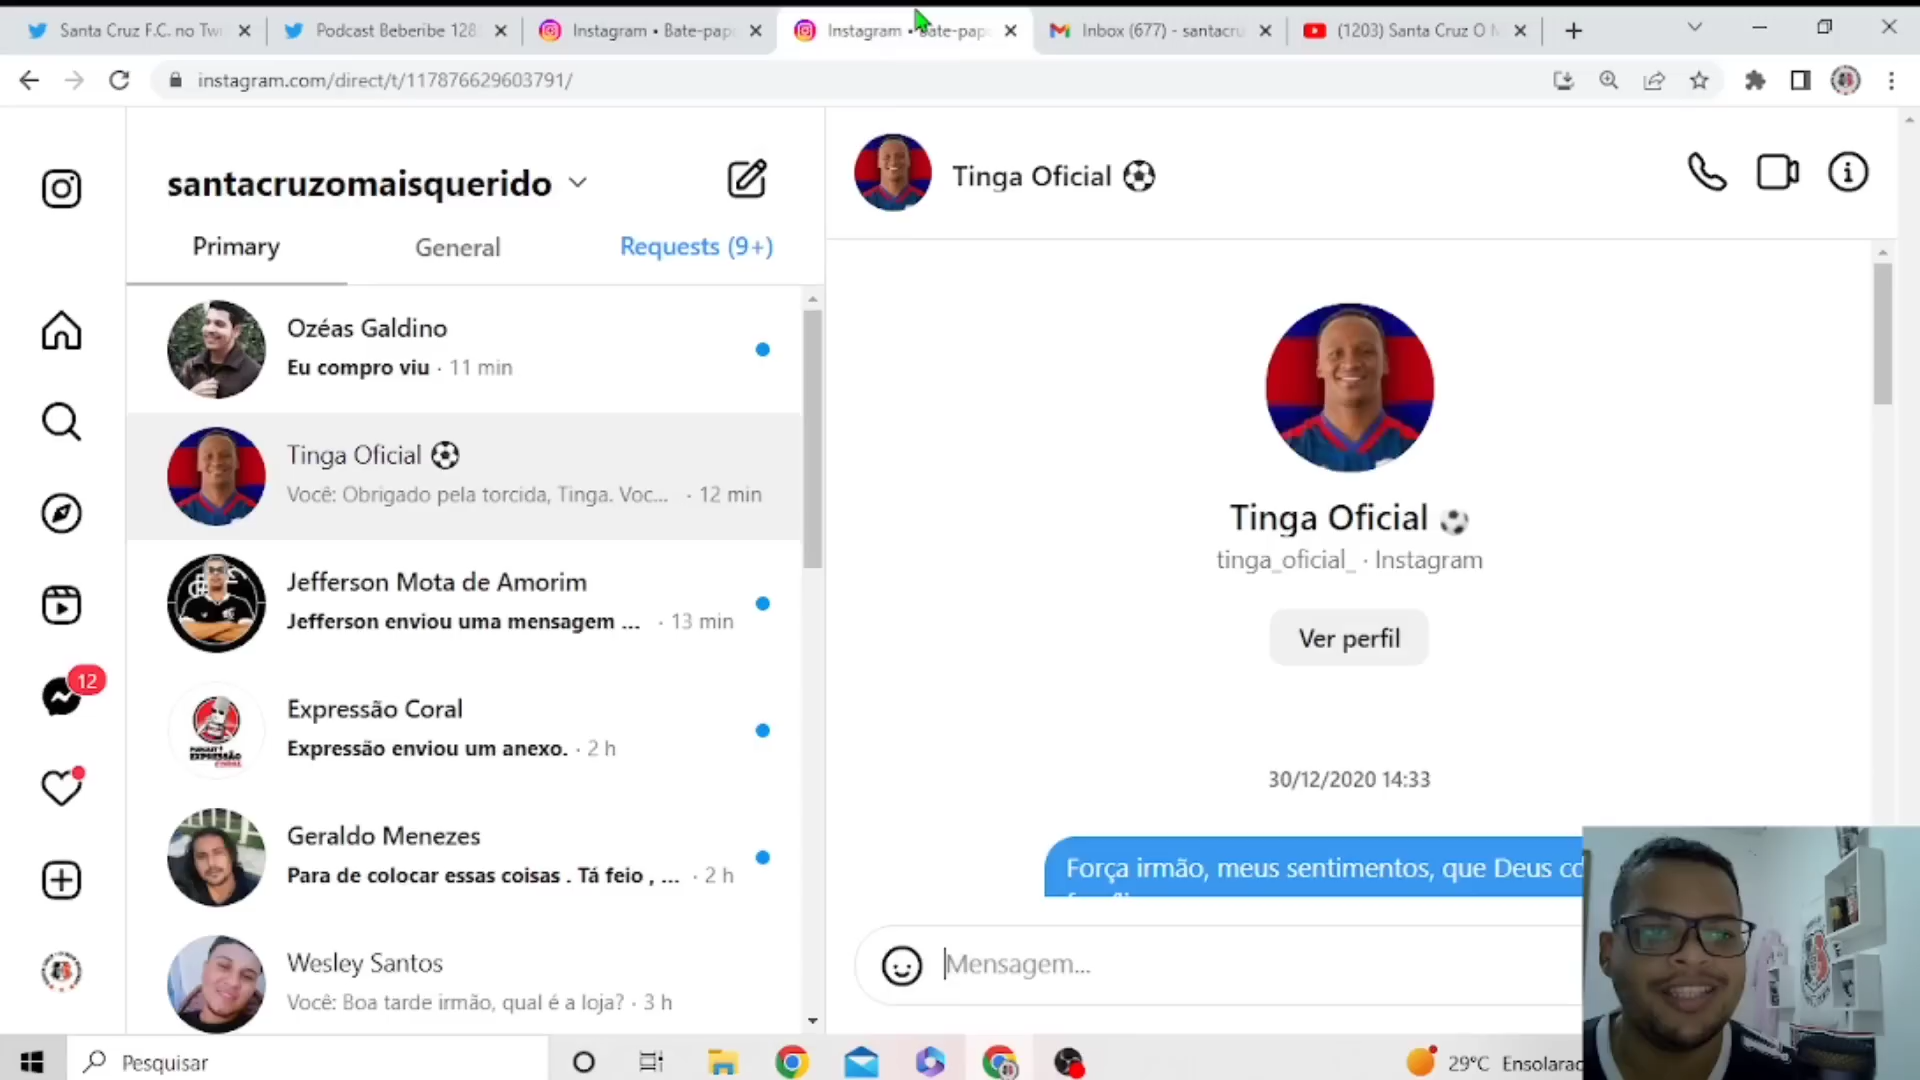 Santa Cruz F.C. no Twi
Podcast Beberibe 128
Instagram • Bate-pap
Instagram • Bate-pap
Inbox (677) - santacru
(1203) Santa Cruz O M
instagram.com/direct/t/117876629603791/
santacruzomaisquerido
Primary
General
Requests (9+)
Ozéas Galdino
Eu compro viu · 11 min
Tinga Oficial
Você: Obrigado pela torcida, Tinga. Voc... · 12 min
Jefferson Mota de Amorim
Jefferson enviou uma mensagem ... · 13 min
Expressão Coral
Expressão enviou um anexo. · 2 h
Geraldo Menezes
Para de colocar essas coisas . Tá feio , ... · 2 h
Wesley Santos
Você: Boa tarde irmão, qual é a loja? · 3 h
12
Tinga Oficial
Tinga Oficial
tinga_oficial_ · Instagram
Ver perfil
30/12/2020 14:33
Força irmão, meus sentimentos, que Deus co
Mensagem...
Pesquisar
29°C Ensolarad